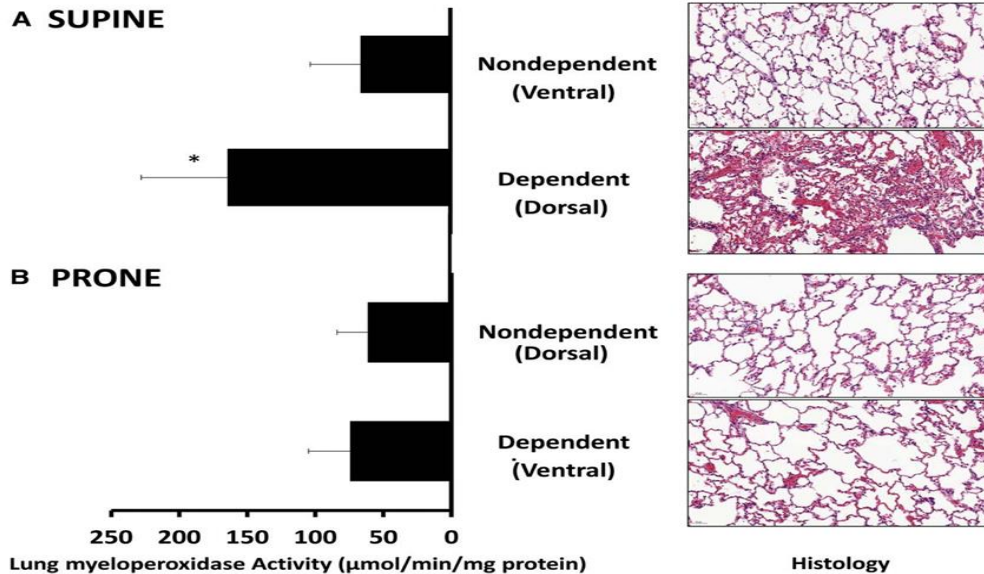 A SUPINE
Nondependent
(Ventral)
*
Dependent
(Dorsal)
B PRONE
Nondependent
(Dorsal)
Dependent
(Ventral)
250 200 150 100 50 0
Lung myeloperoxidase Activity (μmol/min/mg protein)
Histology